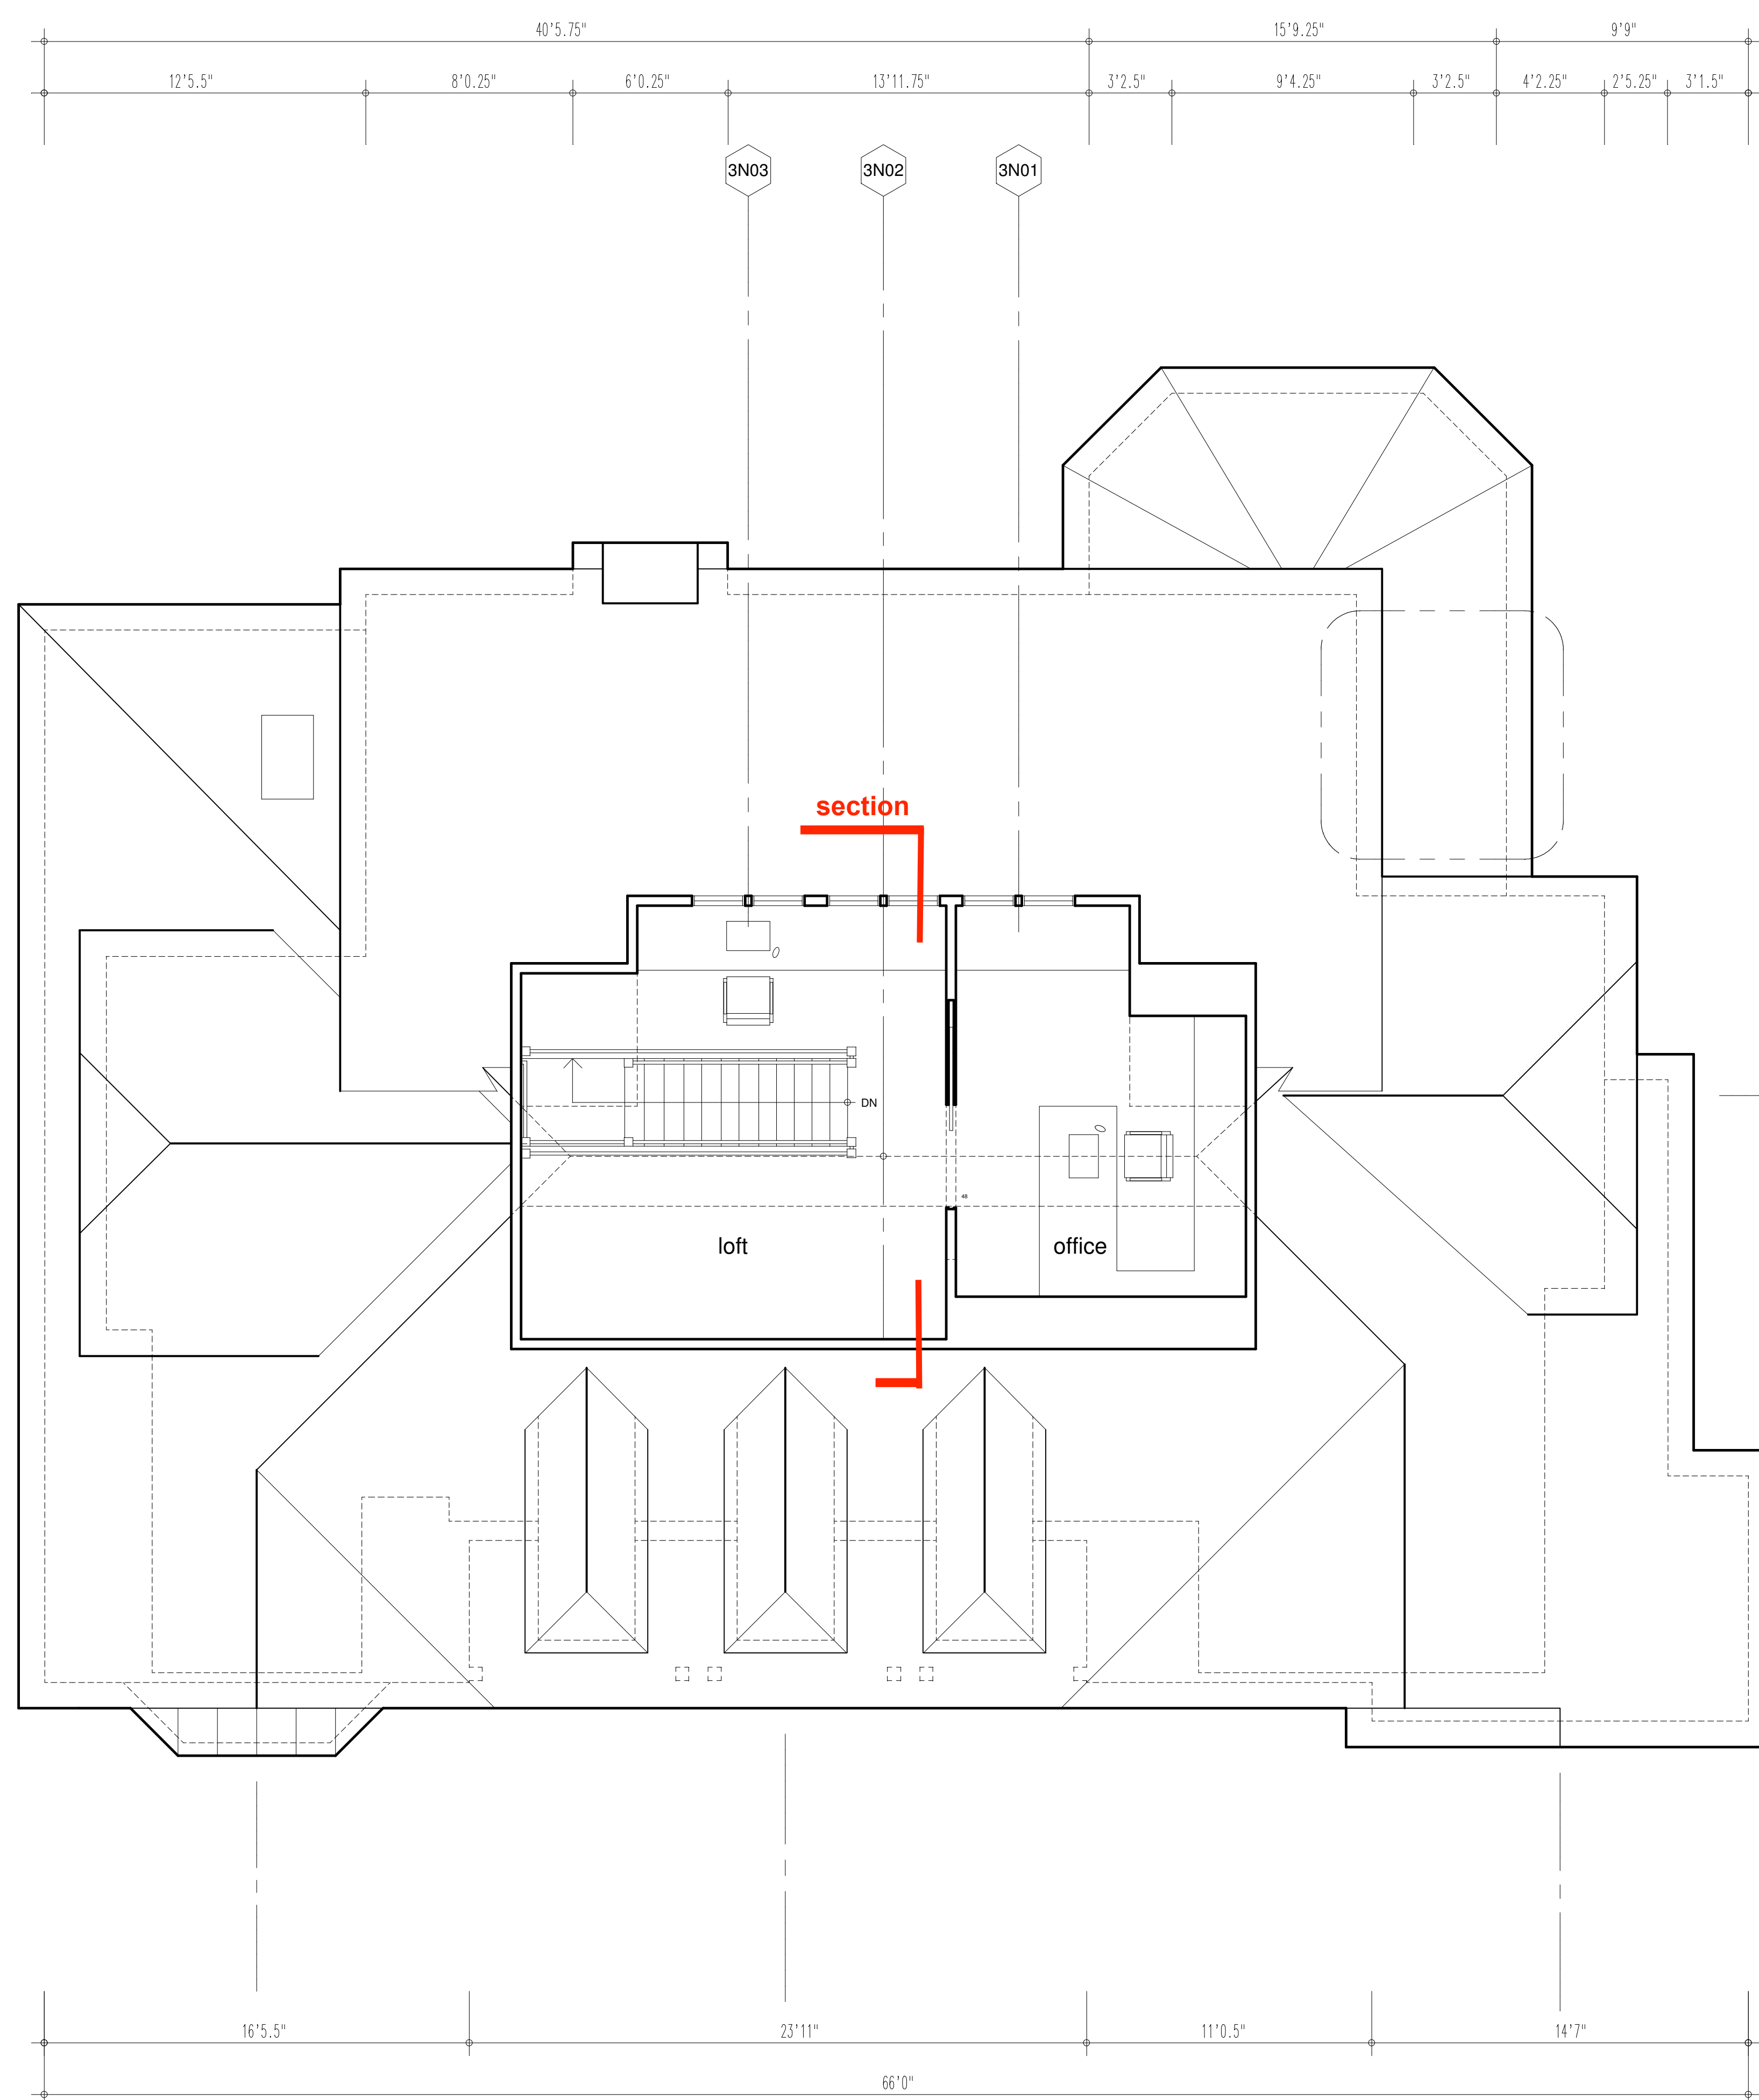 40'5.75" 15'9.25" 9'9"
12'5.5" 8'0.25" 6'0.25" 13'11.75" 3'2.5" 9'4.25" 3'2.5" 4'2.25" 2'5.25" 3'1.5"
3N03 3N02 3N01
section
DN
48
loft office
16'5.5" 23'11" 11'0.5" 14'7"
66'0"